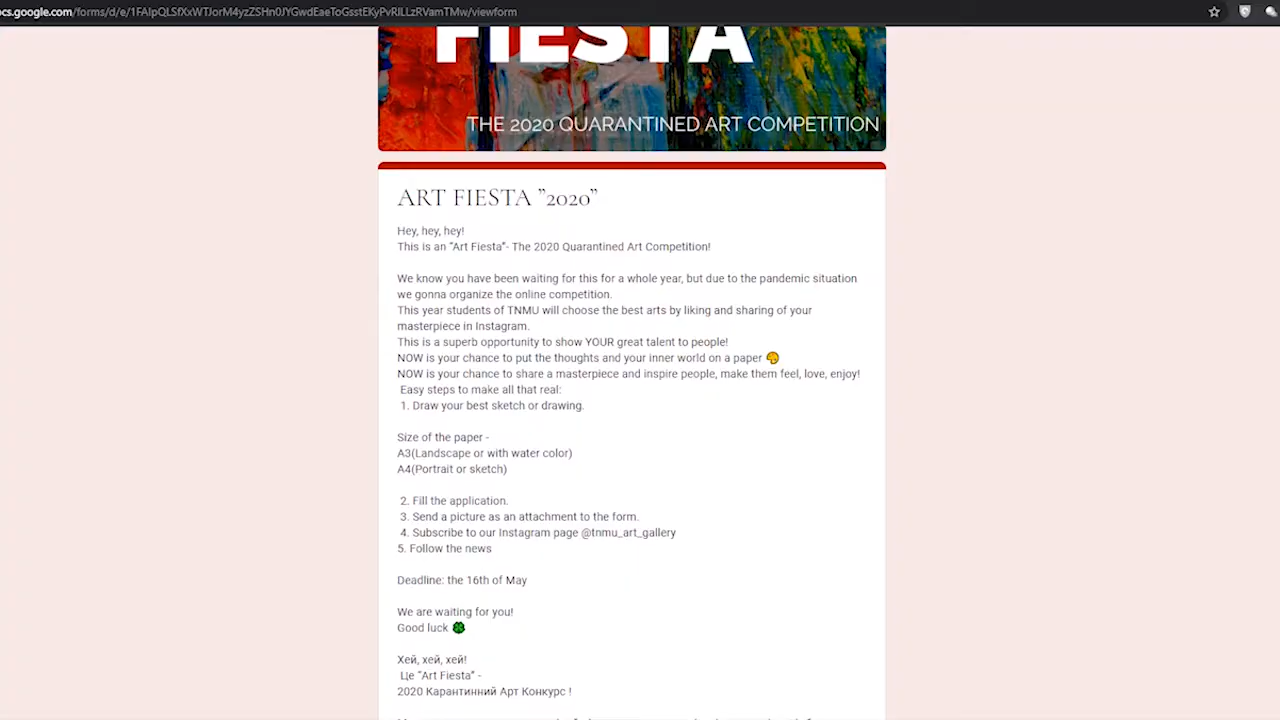 ocs.google.com/forms/d/e/1FAIpQLSfXxWTJorM4yzZSHn0JYGwdEaeToGsstEKyPvRILLzRVamTMw/viewform
FIESTA
THE 2020 QUARANTINED ART COMPETITION
ART FIESTA ”2020”
Hey, hey, hey!
This is an “Art Fiesta”- The 2020 Quarantined Art Competition!
We know you have been waiting for this for a whole year, but due to the pandemic situation
we gonna organize the online competition.
This year students of TNMU will choose the best arts by liking and sharing of your
masterpiece in Instagram.
This is a superb opportunity to show YOUR great talent to people!
NOW is your chance to put the thoughts and your inner world on a paper
NOW is your chance to share a masterpiece and inspire people, make them feel, love, enjoy!
Easy steps to make all that real:
1. Draw your best sketch or drawing.
Size of the paper -
A3(Landscape or with water color)
A4(Portrait or sketch)
2. Fill the application.
3. Send a picture as an attachment to the form.
4. Subscribe to our Instagram page @tnmu_art_gallery
5. Follow the news
Deadline: the 16th of May
We are waiting for you!
Good luck 🍀
Хей, хей, хей!
Це “Art Fiesta” -
2020 Карантинний Арт Конкурс !